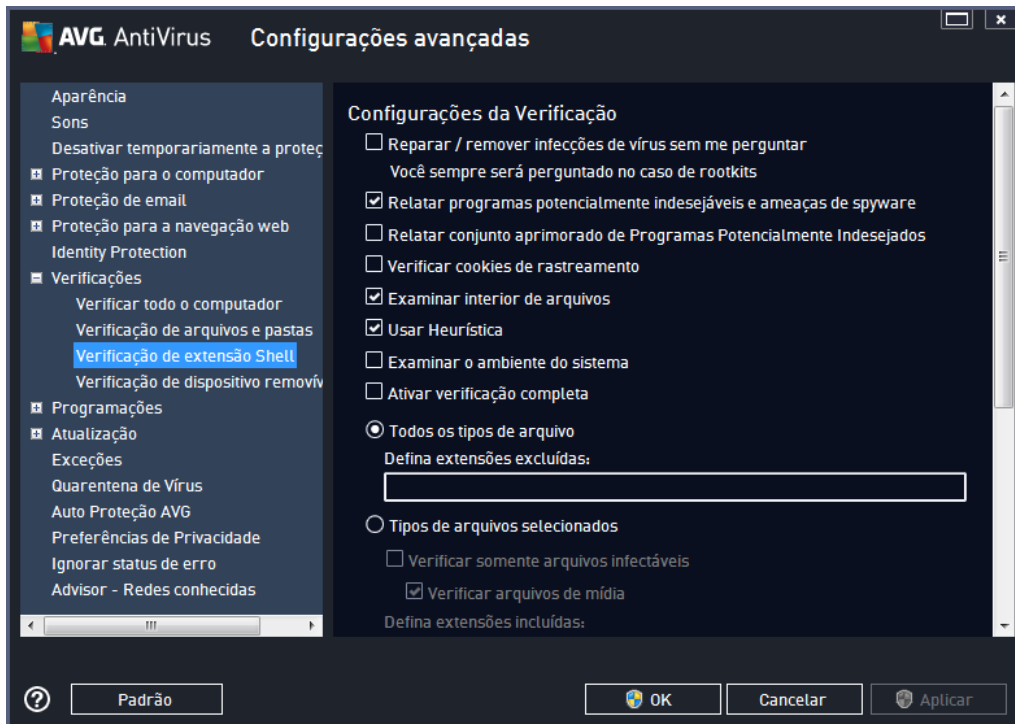 AVG AntiVirus Configurações avançadas
Aparência
Sons
Desativar temporariamente a proteç
Proteção para o computador
Proteção de email
Proteção para a navegação web
Identity Protection
Verificações
Verificar todo o computador
Verificação de arquivos e pastas
Verificação de extensão Shell
Verificação de dispositivo removív
Programações
Atualização
Exceções
Quarentena de Vírus
Auto Proteção AVG
Preferências de Privacidade
Ignorar status de erro
Advisor - Redes conhecidas
Configurações da Verificação
Reparar / remover infecções de vírus sem me perguntar
Você sempre será perguntado no caso de rootkits
Relatar programas potencialmente indesejáveis e ameaças de spyware
Relatar conjunto aprimorado de Programas Potencialmente Indesejados
Verificar cookies de rastreamento
Examinar interior de arquivos
Usar Heurística
Examinar o ambiente do sistema
Ativar verificação completa
Todos os tipos de arquivo
Defina extensões excluídas:
Tipos de arquivos selecionados
Verificar somente arquivos infectáveis
Verificar arquivos de mídia
Defina extensões incluídas:
Padrão
OK
Cancelar
Aplicar